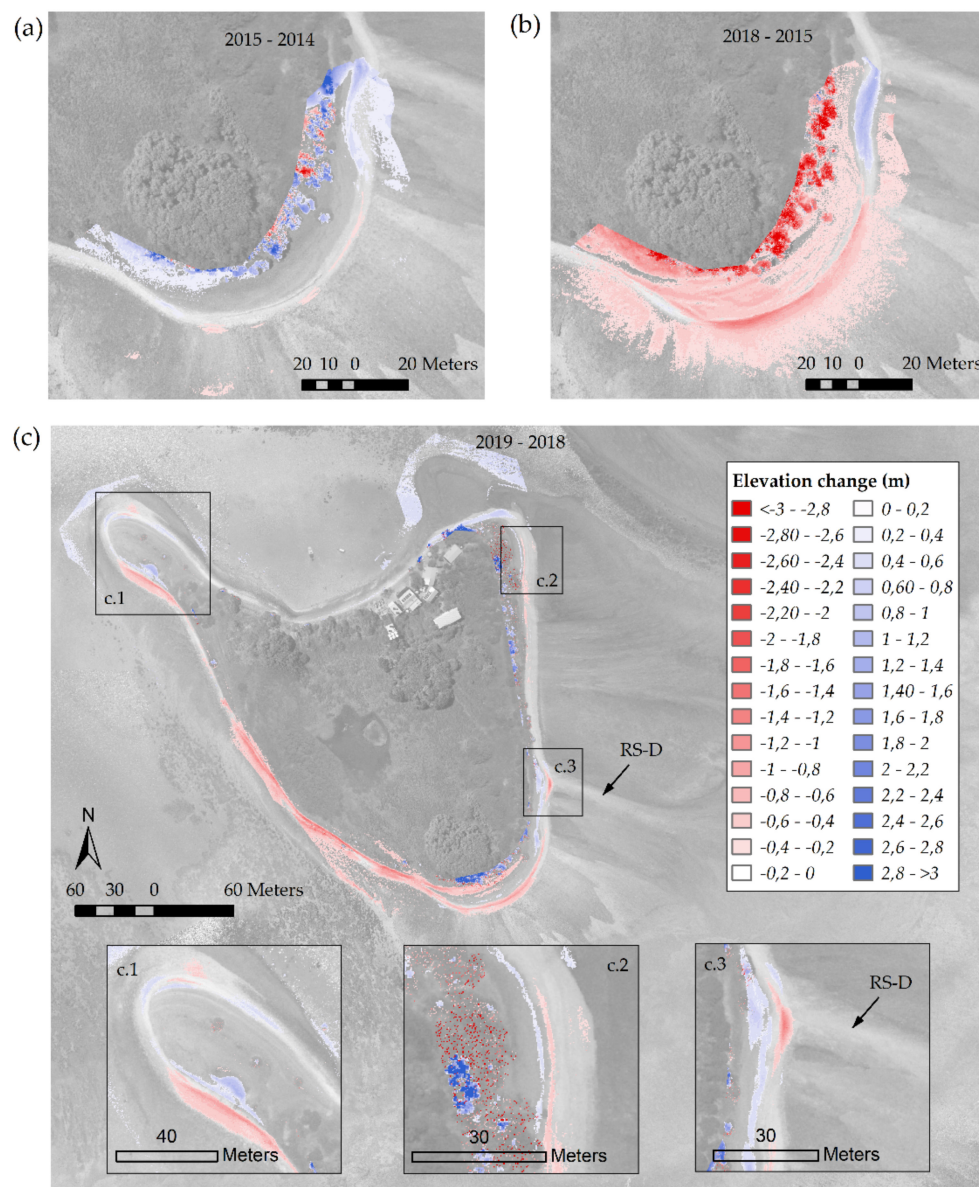 (a)
2015 - 2014
20 10 0 20 Meters
(b)
2018 - 2015
20 10 0 20 Meters
(c)
2019 - 2018
c.1
c.2
c.3
RS-D
N
60 30 0 60 Meters
Elevation change (m)
<-3 - -2,8 0 - 0,2
-2,80 - -2,6 0,2 - 0,4
-2,60 - -2,4 0,4 - 0,6
-2,40 - -2,2 0,60 - 0,8
-2,20 - -2 0,8 - 1
-2 - -1,8 1 - 1,2
-1,8 - -1,6 1,2 - 1,4
-1,6 - -1,4 1,40 - 1,6
-1,4 - -1,2 1,6 - 1,8
-1,2 - -1 1,8 - 2
-1 - -0,8 2 - 2,2
-0,8 - -0,6 2,2 - 2,4
-0,6 - -0,4 2,4 - 2,6
-0,4 - -0,2 2,6 - 2,8
-0,2 - 0 2,8 - >3
c.1
40
Meters
c.2
30
Meters
c.3
RS-D
30
Meters